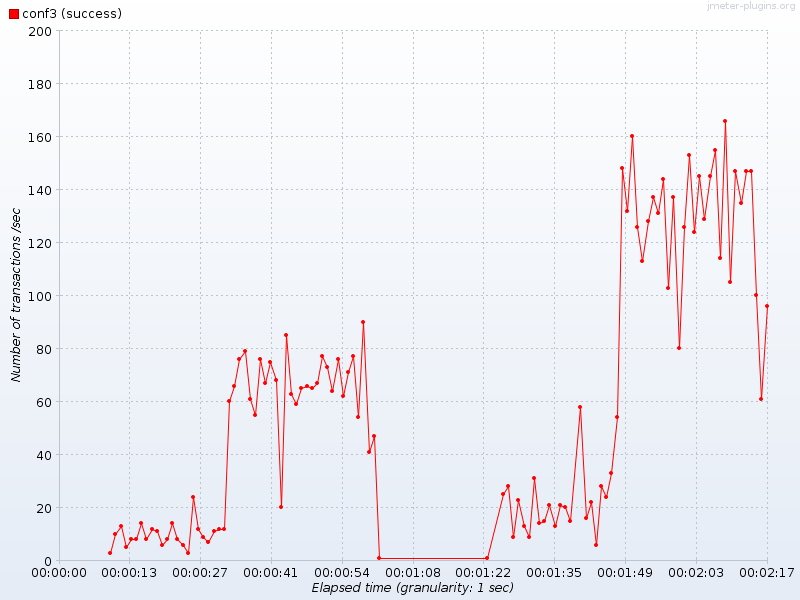 jmeter-plugins.org
conf3 (success)
200
180
160
140
120
100
80
60
40
20
0
Number of transactions /sec
00:00:00 00:00:13 00:00:27 00:00:41 00:00:54 00:01:08 00:01:22 00:01:35 00:01:49 00:02:03 00:02:17
Elapsed time (granularity: 1 sec)